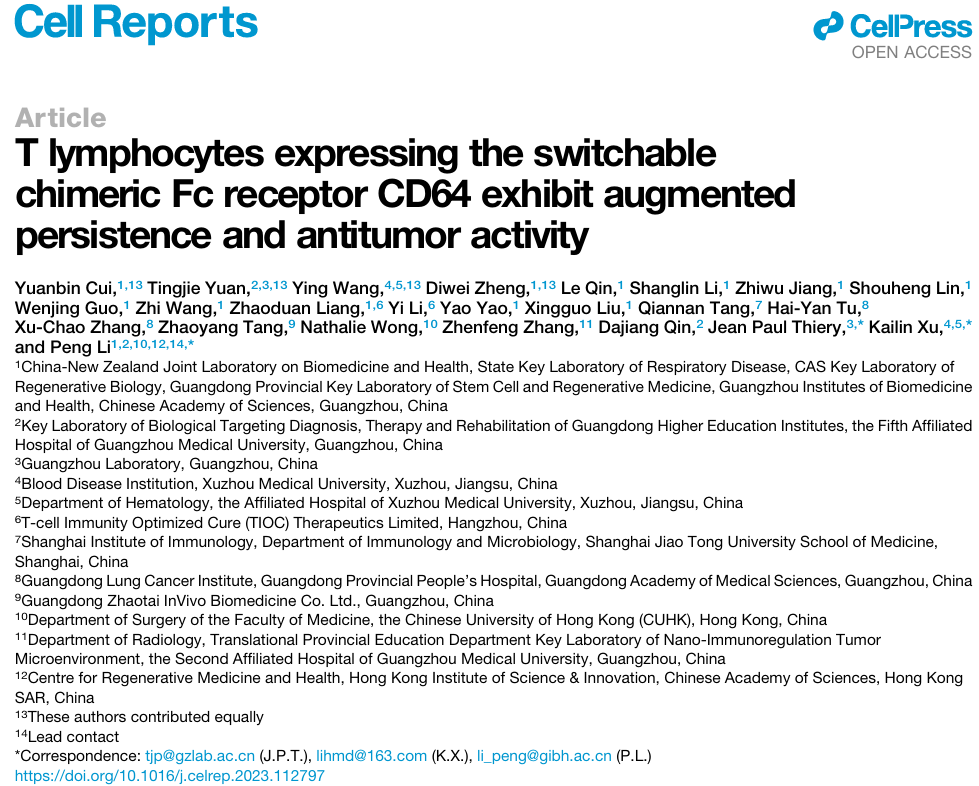 Cell Reports
CellPress
OPEN ACCESS
Article
T lymphocytes expressing the switchable
chimeric Fc receptor CD64 exhibit augmented
persistence and antitumor activity
Yuanbin Cui,1,13 Tingjie Yuan,2,3,13 Ying Wang,4,5,13 Diwei Zheng,1,13 Le Qin,1 Shanglin Li,1 Zhiwu Jiang,1 Shouheng Lin,1
Wenjing Guo,1 Zhi Wang,1 Zhaoduan Liang,1,6 Yi Li,6 Yao Yao,1 Xingguo Liu,1 Qiannan Tang,7 Hai-Yan Tu,8
Xu-Chao Zhang,8 Zhaoyang Tang,9 Nathalie Wong,10 Zhenfeng Zhang,11 Dajiang Qin,2 Jean Paul Thiery,3,* Kailin Xu,4,5,*
and Peng Li1,2,10,12,14,*
1China-New Zealand Joint Laboratory on Biomedicine and Health, State Key Laboratory of Respiratory Disease, CAS Key Laboratory of
Regenerative Biology, Guangdong Provincial Key Laboratory of Stem Cell and Regenerative Medicine, Guangzhou Institutes of Biomedicine
and Health, Chinese Academy of Sciences, Guangzhou, China
2Key Laboratory of Biological Targeting Diagnosis, Therapy and Rehabilitation of Guangdong Higher Education Institutes, the Fifth Affiliated
Hospital of Guangzhou Medical University, Guangzhou, China
3Guangzhou Laboratory, Guangzhou, China
4Blood Disease Institution, Xuzhou Medical University, Xuzhou, Jiangsu, China
5Department of Hematology, the Affiliated Hospital of Xuzhou Medical University, Xuzhou, Jiangsu, China
6T-cell Immunity Optimized Cure (TIOC) Therapeutics Limited, Hangzhou, China
7Shanghai Institute of Immunology, Department of Immunology and Microbiology, Shanghai Jiao Tong University School of Medicine,
Shanghai, China
8Guangdong Lung Cancer Institute, Guangdong Provincial People's Hospital, Guangdong Academy of Medical Sciences, Guangzhou, China
9Guangdong Zhaotai InVivo Biomedicine Co. Ltd., Guangzhou, China
10Department of Surgery of the Faculty of Medicine, the Chinese University of Hong Kong (CUHK), Hong Kong, China
11Department of Radiology, Translational Provincial Education Department Key Laboratory of Nano-Immunoregulation Tumor
Microenvironment, the Second Affiliated Hospital of Guangzhou Medical University, Guangzhou, China
12Centre for Regenerative Medicine and Health, Hong Kong Institute of Science & Innovation, Chinese Academy of Sciences, Hong Kong
SAR, China
13These authors contributed equally
14Lead contact
*Correspondence: tjp@gzlab.ac.cn (J.P.T.), lihmd@163.com (K.X.), li_peng@gibh.ac.cn (P.L.)
https://doi.org/10.1016/j.celrep.2023.112797